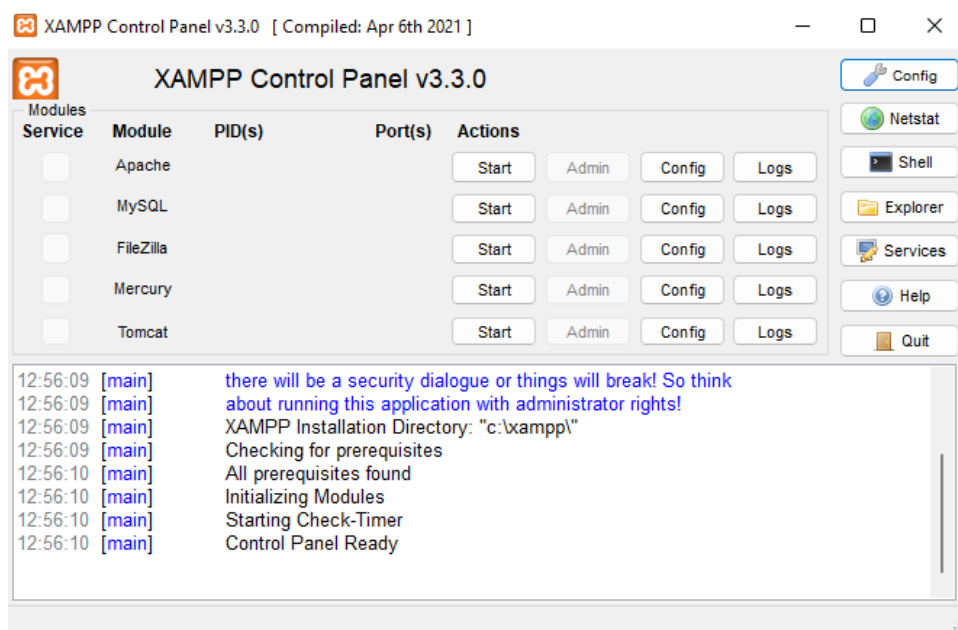 XAMPP Control Panel v3.3.0 [ Compiled: Apr 6th 2021 ]
XAMPP Control Panel v3.3.0
Config
Modules
Service Module PID(s) Port(s) Actions
Netstat
Apache Start Admin Config Logs
Shell
MySQL Start Admin Config Logs
Explorer
FileZilla Start Admin Config Logs
Services
Mercury Start Admin Config Logs
Help
Tomcat Start Admin Config Logs
Quit
12:56:09 [main] there will be a security dialogue or things will break! So think
12:56:09 [main] about running this application with administrator rights!
12:56:09 [main] XAMPP Installation Directory: "c:\xampp\"
12:56:09 [main] Checking for prerequisites
12:56:10 [main] All prerequisites found
12:56:10 [main] Initializing Modules
12:56:10 [main] Starting Check-Timer
12:56:10 [main] Control Panel Ready